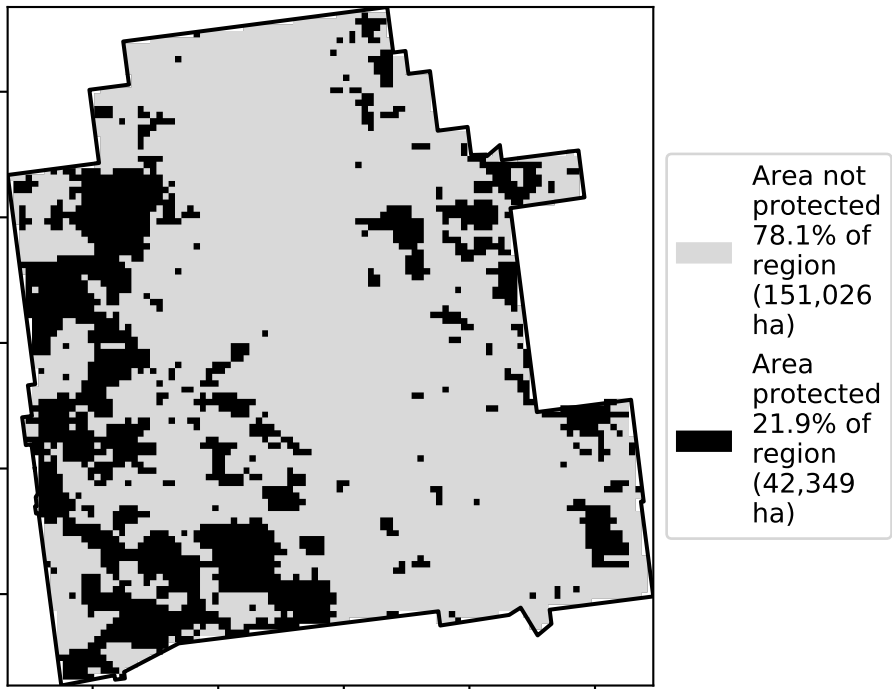 Area not
protected
78.1% of
region
(151,026
ha)
Area
protected
21.9% of
region
(42,349
ha)